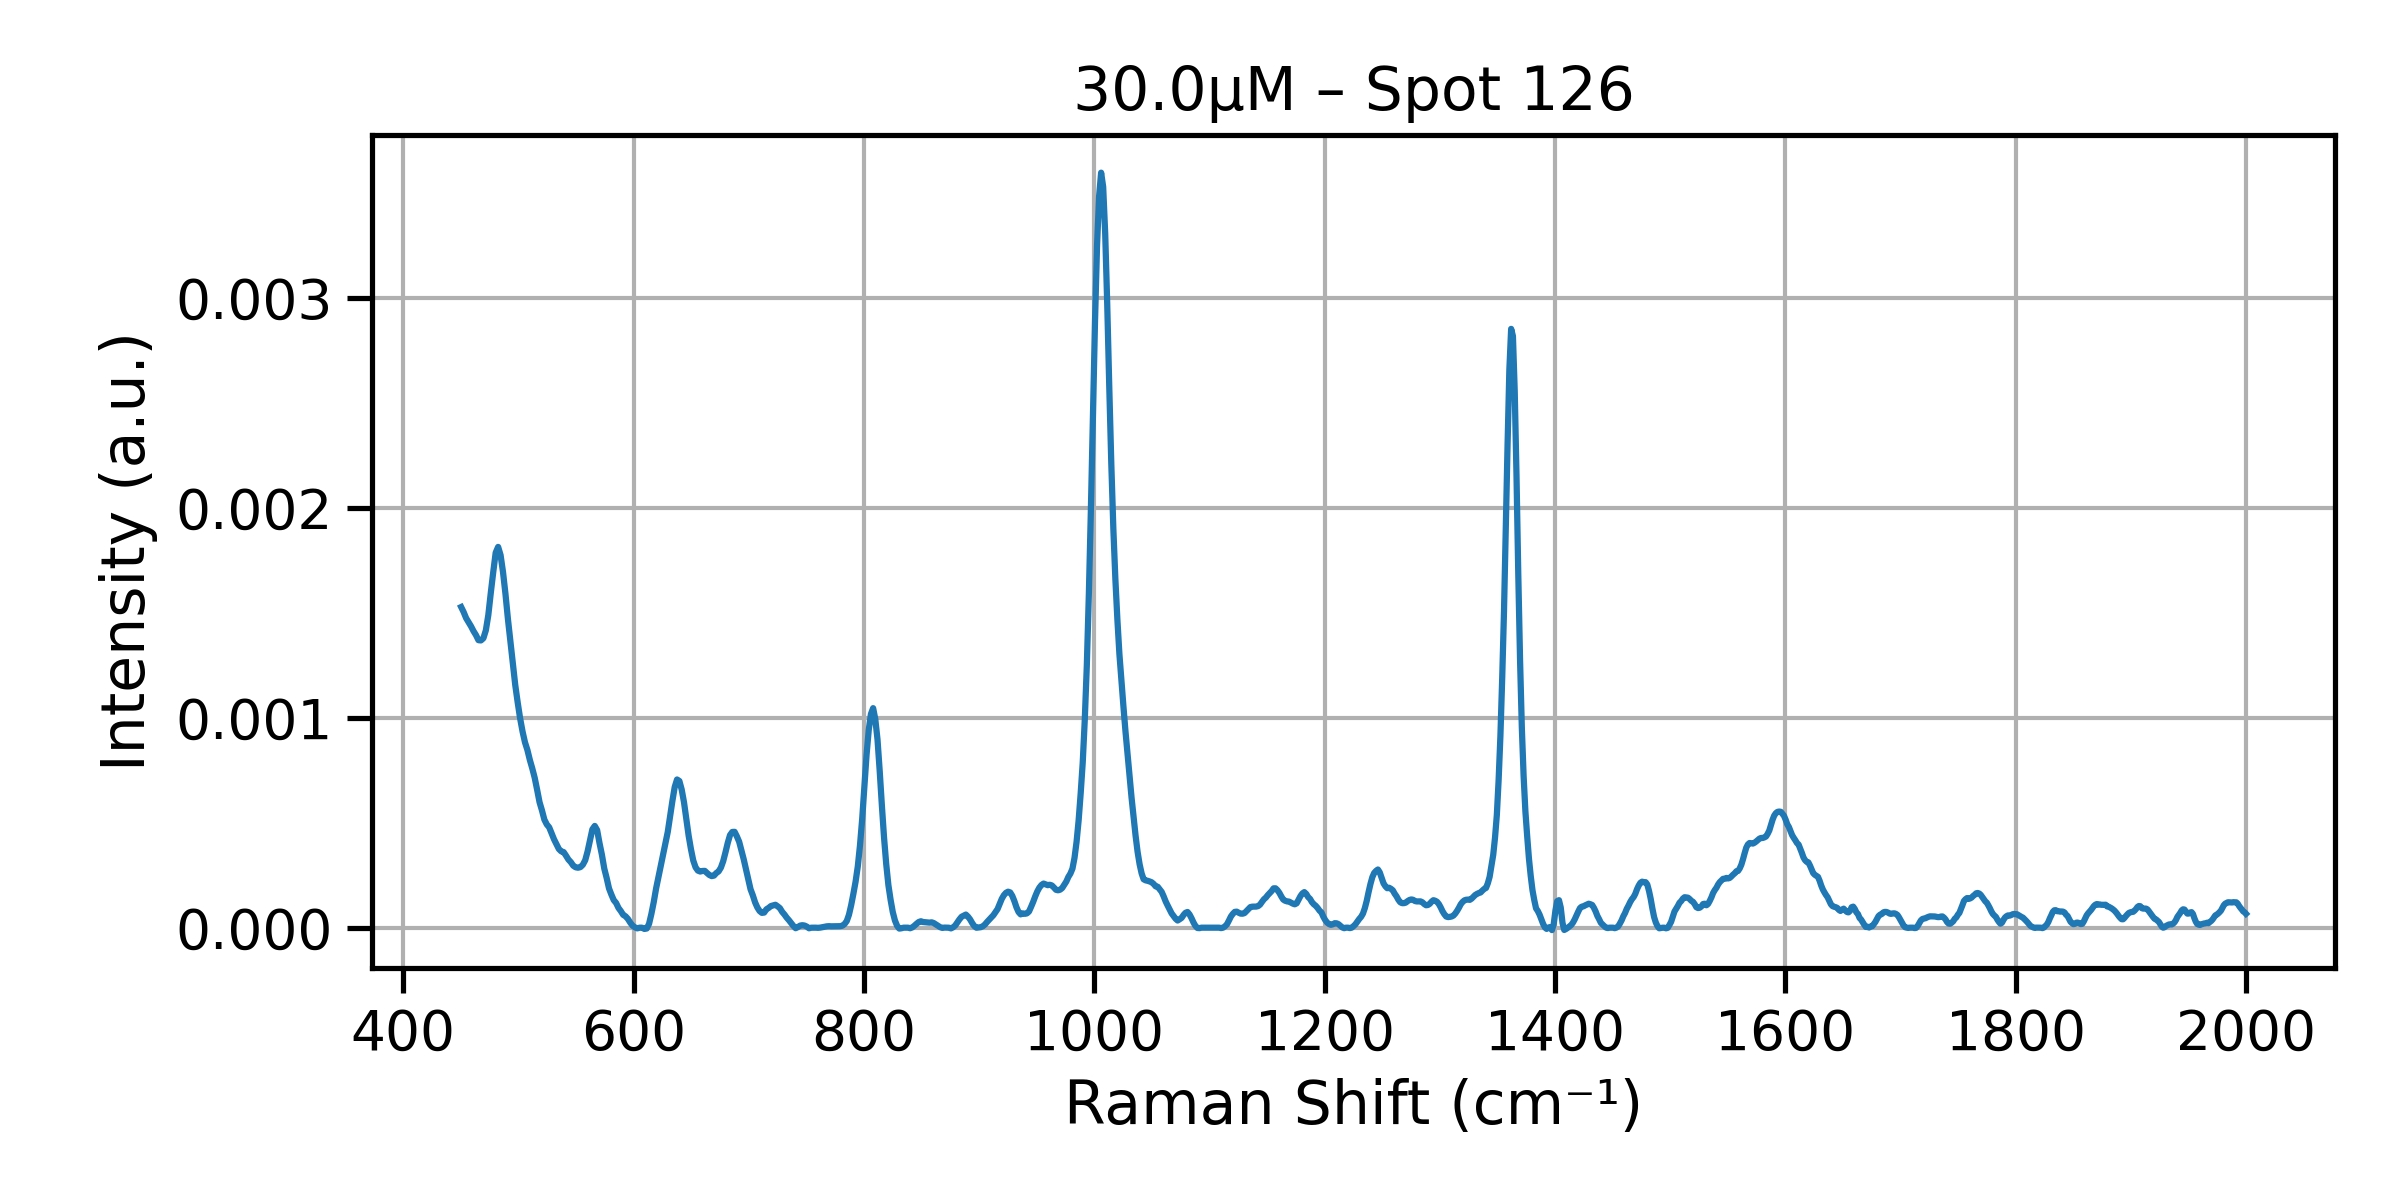 30.0µM – Spot 126
Intensity (a.u.)
0.003
0.002
0.001
0.000
400 600 800 1000 1200 1400 1600 1800 2000
Raman Shift (cm⁻¹)